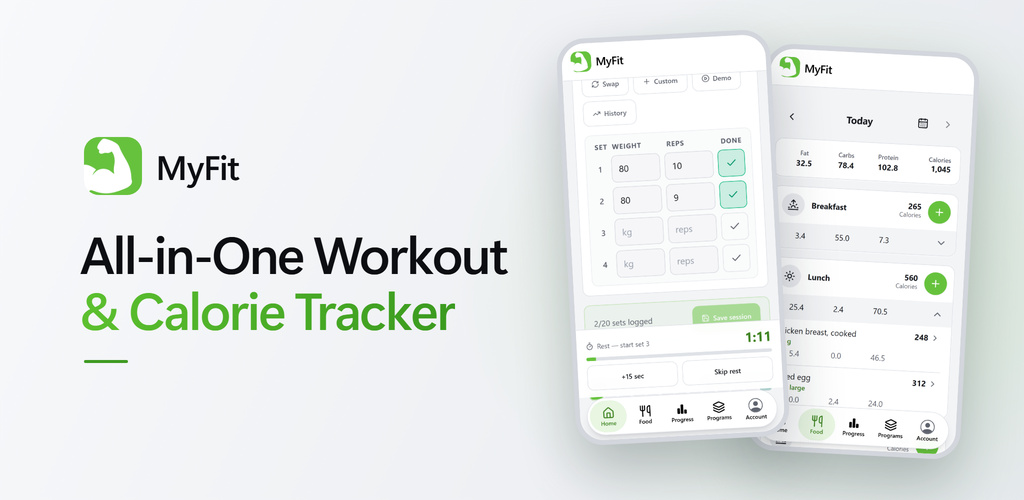 MyFit
All-in-One Workout
& Calorie Tracker
MyFit
Swap
+ Custom
Demo
History
SET WEIGHT REPS DONE
1 80 10
2 80 9
3 kg reps
4 kg reps
2/20 sets logged
Save session
Rest — start set 3 1:11
+15 sec
Skip rest
Home Food Progress Programs Account
MyFit
Today
Fat Carbs Protein Calories
32.5 78.4 102.8 1,045
Breakfast 265
Calories
+
3.4 55.0 7.3
Lunch 560
Calories
+
25.4 2.4 70.5
icken breast, cooked 248
g
5.4 0.0 46.5
ed egg 312
large
0.0 2.4 24.0
me Food Progress Programs Account
Calories